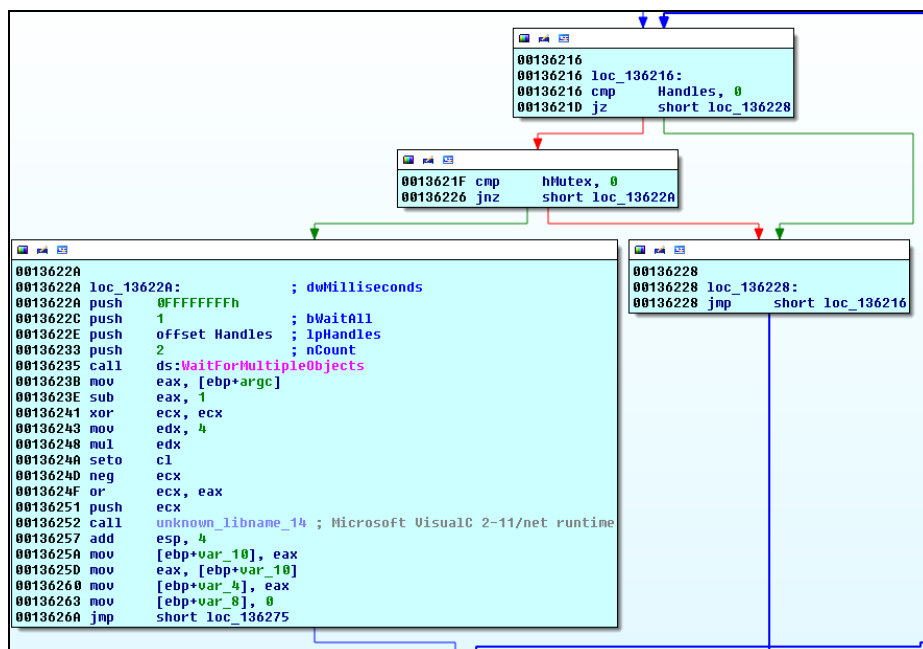 00136216
00136216 loc_136216:
00136216 cmp Handles, 0
0013621D jz short loc_136228
0013621F cmp hMutex, 0
00136226 jnz short loc_13622A
0013622A
0013622A loc_13622A: ; dwMilliseconds
0013622A push 0FFFFFFFFh
0013622C push 1 ; bWaitAll
0013622E push offset Handles ; lpHandles
00136233 push 2 ; nCount
00136235 call ds:WaitForMultipleObjects
0013623B mov eax, [ebp+argc]
0013623E sub eax, 1
00136241 xor ecx, ecx
00136243 mov edx, 4
00136248 mul edx
0013624A seto cl
0013624D neg ecx
0013624F or ecx, eax
00136251 push ecx
00136252 call unknown_libname_14 ; Microsoft VisualC 2-11/net runtime
00136257 add esp, 4
0013625A mov [ebp+var_10], eax
0013625D mov eax, [ebp+var_10]
00136260 mov [ebp+var_4], eax
00136263 mov [ebp+var_8], 0
0013626A jmp short loc_136275
00136228
00136228 loc_136228:
00136228 jmp short loc_136216